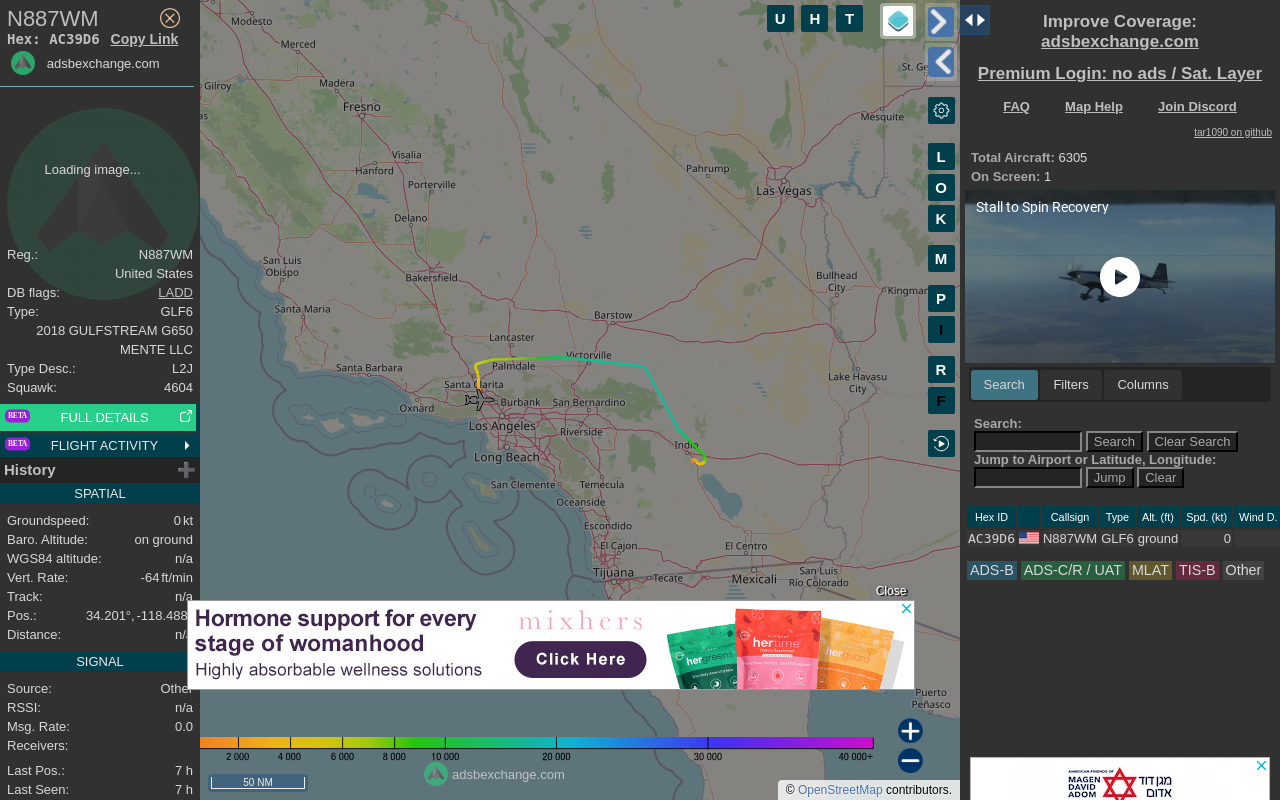 N887WM
Hex: AC39D6 Copy Link
adsbexchange.com
Loading image...
Reg.: N887WM
United States
DB flags: LADD
Type: GLF6
2018 GULFSTREAM G650
MENTE LLC
Type Desc.: L2J
Squawk: 4604
BETA FULL DETAILS
BETA FLIGHT ACTIVITY
History
SPATIAL
Groundspeed: 0 kt
Baro. Altitude: on ground
WGS84 altitude: n/a
Vert. Rate: -64 ft/min
Track: n/a
Pos.: 34.201°, -118.488
Distance: n/a
SIGNAL
Source: Other
RSSI: n/a
Msg. Rate: 0.0
Receivers:
Last Pos.: 7 h
Last Seen: 7 h
U H T
L
O
K
M
P
I
R
F
Modesto
Merced
Gilroy
Madera
Fresno
Visalia
Hanford
Porterville
Delano
San Luis
Obispo
Bakersfield
Santa Maria
Lancaster
Barstow
Palmdale
Victorville
Santa Barbara
Santa Clarita
Oxnard
Burbank
San Bernardino
Los Angeles
Riverside
Indio
Long Beach
San Clemente
Temecula
Oceanside
Escondido
El Cajon
El Centro
Tijuana
Tecate
Mexicali
San Luis
Río Colorado
Pahrump
Las Vegas
Mesquite
St. Ge
Bullhead
City
Kingman
Lake Havasu
City
Puerto
Peñasco
Close
Hormone support for every
stage of womanhood
Highly absorbable wellness solutions
mixhers
Click Here
hergreens
hertime
herguard
2 000 4 000 6 000 8 000 10 000 20 000 30 000 40 000+
50 NM
adsbexchange.com
© OpenStreetMap contributors.
Improve Coverage:
adsbexchange.com
Premium Login: no ads / Sat. Layer
FAQ Map Help Join Discord
tar1090 on github
Total Aircraft: 6305
On Screen: 1
Stall to Spin Recovery
Search Filters Columns
Search:
Search Clear Search
Jump to Airport or Latitude, Longitude:
Jump Clear
Hex ID Callsign Type Alt. (ft) Spd. (kt) Wind D.
AC39D6 N887WM GLF6 ground 0
ADS-B ADS-C/R / UAT MLAT TIS-B Other
AMERICAN FRIENDS OF
MAGEN
DAVID
ADOM
מגן דוד
אדום